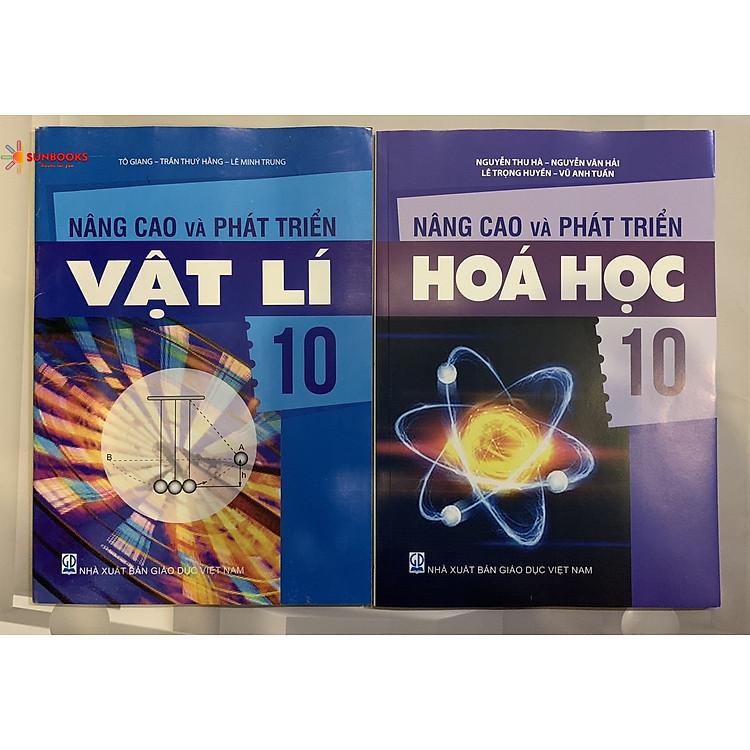 SUNBOOKS
TÔ GIANG – TRẦN THUÝ HẰNG – LÊ MINH TRUNG
NÂNG CAO VÀ PHÁT TRIỂN
VẬT LÍ
10
A
B
h
NHÀ XUẤT BẢN GIÁO DỤC VIỆT NAM
NGUYỄN THU HÀ – NGUYỄN VĂN HẢI
LÊ TRỌNG HUYỀN – VŨ ANH TUẤN
NÂNG CAO VÀ PHÁT TRIỂN
HOÁ HỌC
10
NHÀ XUẤT BẢN GIÁO DỤC VIỆT NAM